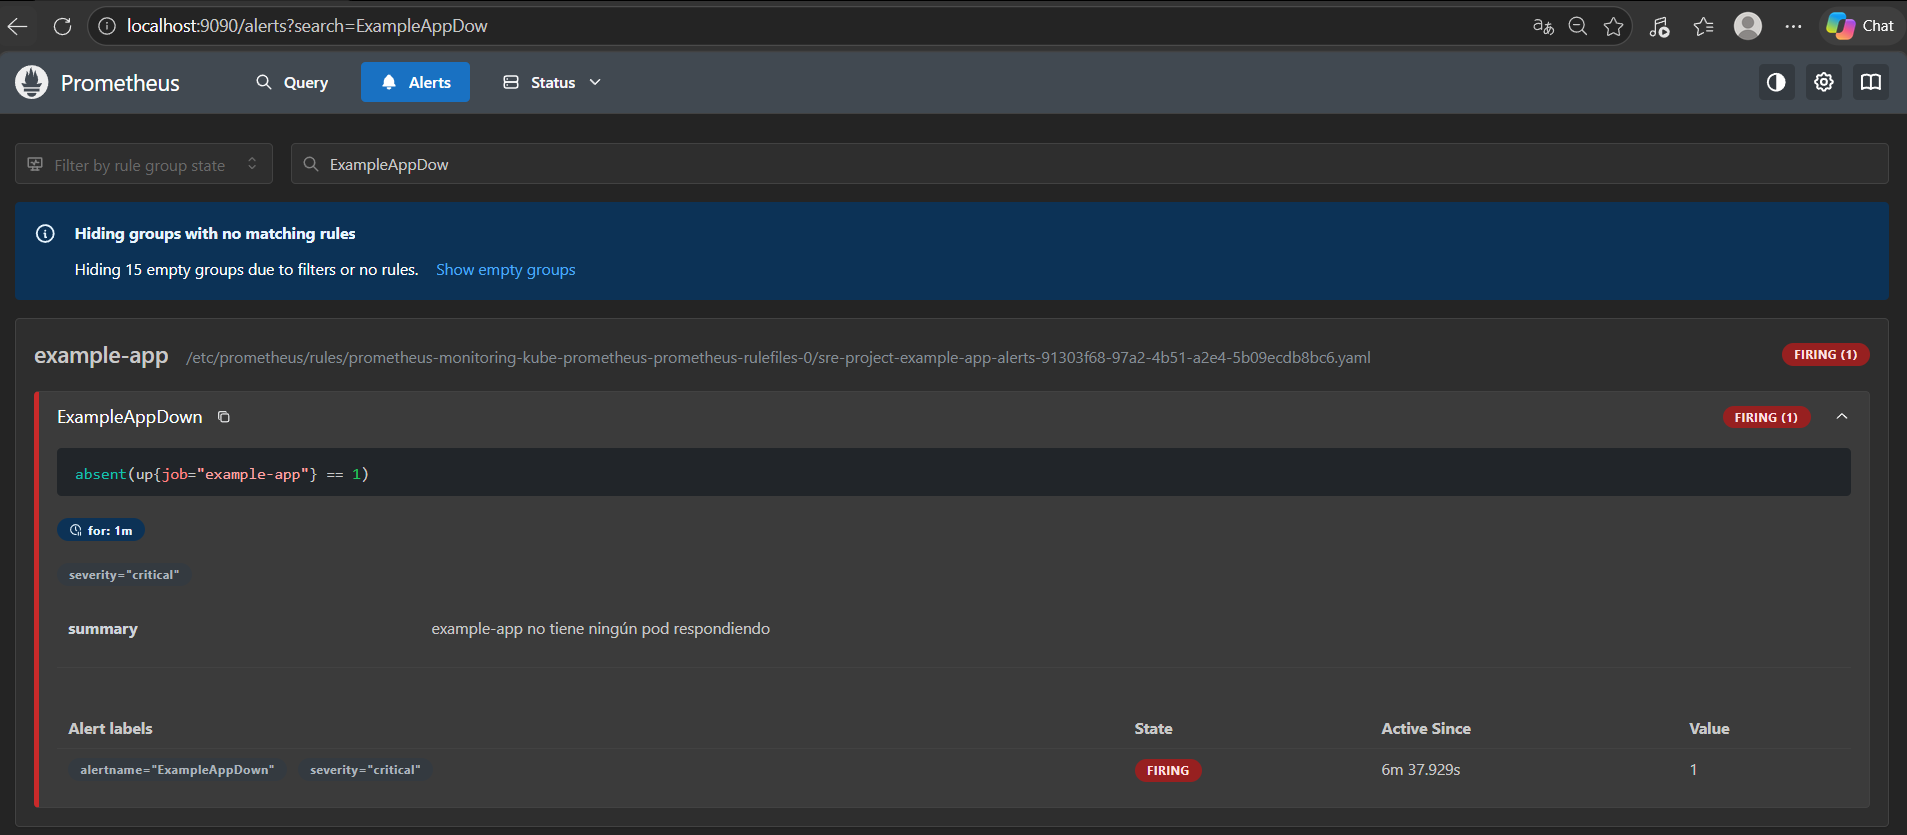 localhost:9090/alerts?search=ExampleAppDow
Chat
Prometheus
Query
Alerts
Status
Filter by rule group state
ExampleAppDow
Hiding groups with no matching rules
Hiding 15 empty groups due to filters or no rules. Show empty groups
example-app /etc/prometheus/rules/prometheus-monitoring-kube-prometheus-prometheus-rulefiles-0/sre-project-example-app-alerts-91303f68-97a2-4b51-a2e4-5b09ecdb8bc6.yaml FIRING (1)
ExampleAppDown FIRING (1)
absent(up{job="example-app"} == 1)
for: 1m
severity="critical"
summary example-app no tiene ningún pod respondiendo
Alert labels State Active Since Value
alertname="ExampleAppDown" severity="critical" FIRING 6m 37.929s 1